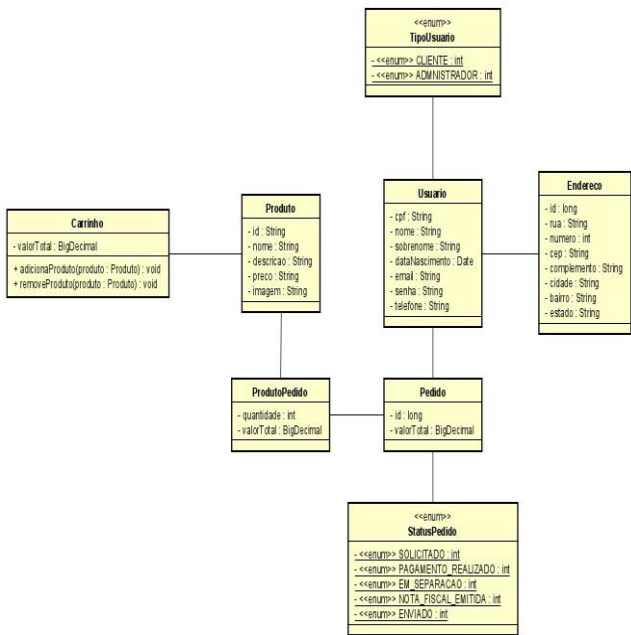 <<enum>>
TipoUsuario
- <<enum>> CLIENTE : int
- <<enum>> ADMNISTRADOR : int
Usuario
- cpf : String
- nome : String
- sobrenome : String
- dataNascimento : Date
- email : String
- senha : String
- telefone : String
Endereco
- id : long
- rua : String
- numero : int
- cep : String
- complemento : String
- cidade : String
- bairro : String
- estado : String
Produto
- id : String
- nome : String
- descricao : String
- preco : String
- imagem : String
Carrinho
- valorTotal : BigDecimal
+ adicionaProduto(produto : Produto) : void
+ removeProduto(produto : Produto) : void
ProdutoPedido
- quantidade : int
- valorTotal : BigDecimal
Pedido
- id : long
- valorTotal : BigDecimal
<<enum>>
StatusPedido
- <<enum>> SOLICITADO : int
- <<enum>> PAGAMENTO_REALIZADO : int
- <<enum>> EM_SEPARACAO : int
- <<enum>> NOTA_FISCAL_EMITIDA : int
- <<enum>> ENVIADO : int